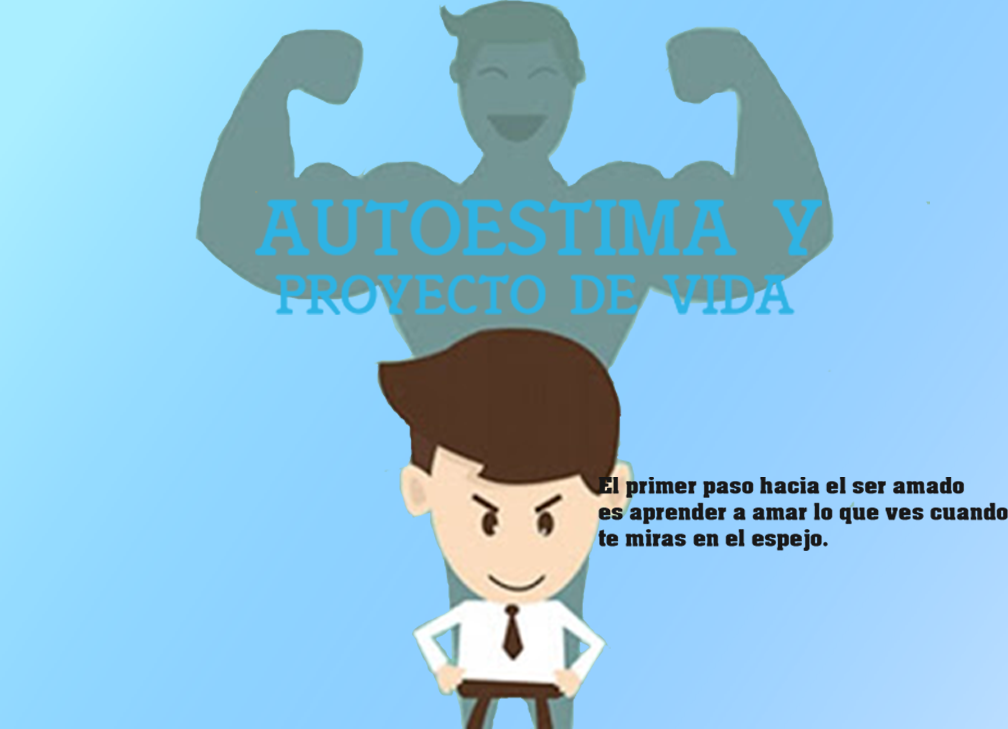 AUTOESTIMA Y
PROYECTO DE VIDA
El primer paso hacia el ser amado
es aprender a amar lo que ves cuando
te miras en el espejo.